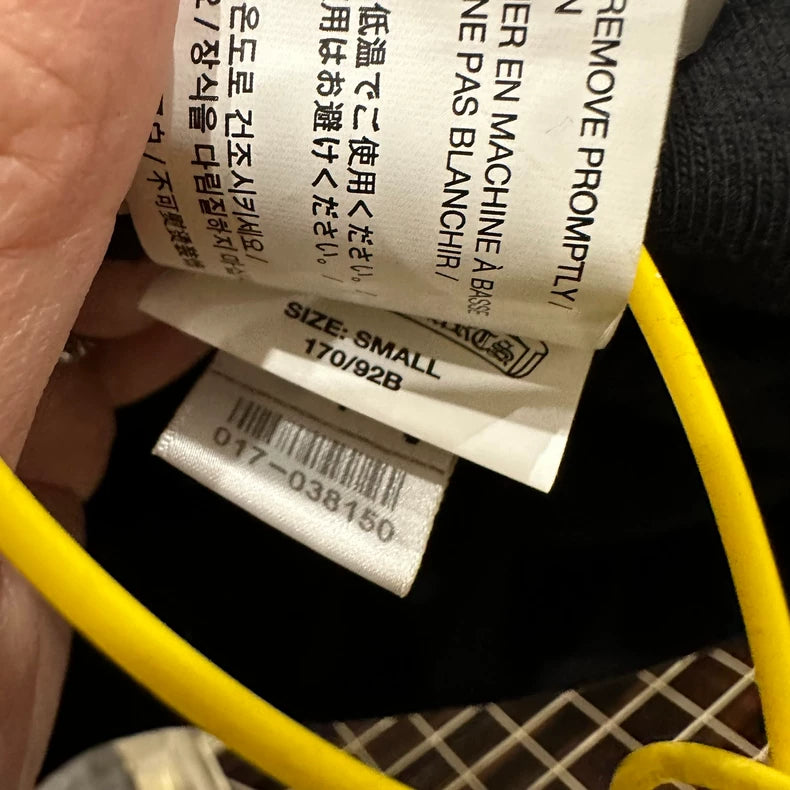 REMOVE PROMPTLY/
N
ER EN MACHINE À BASSE
NE PAS BLANCHIR/
低温でご使用ください。/
用はお避けください。/
온도로 건조시키세요/
/ 장식을 다림질하지
/ 不可
SIZE: SMALL
170/92B
017-038150